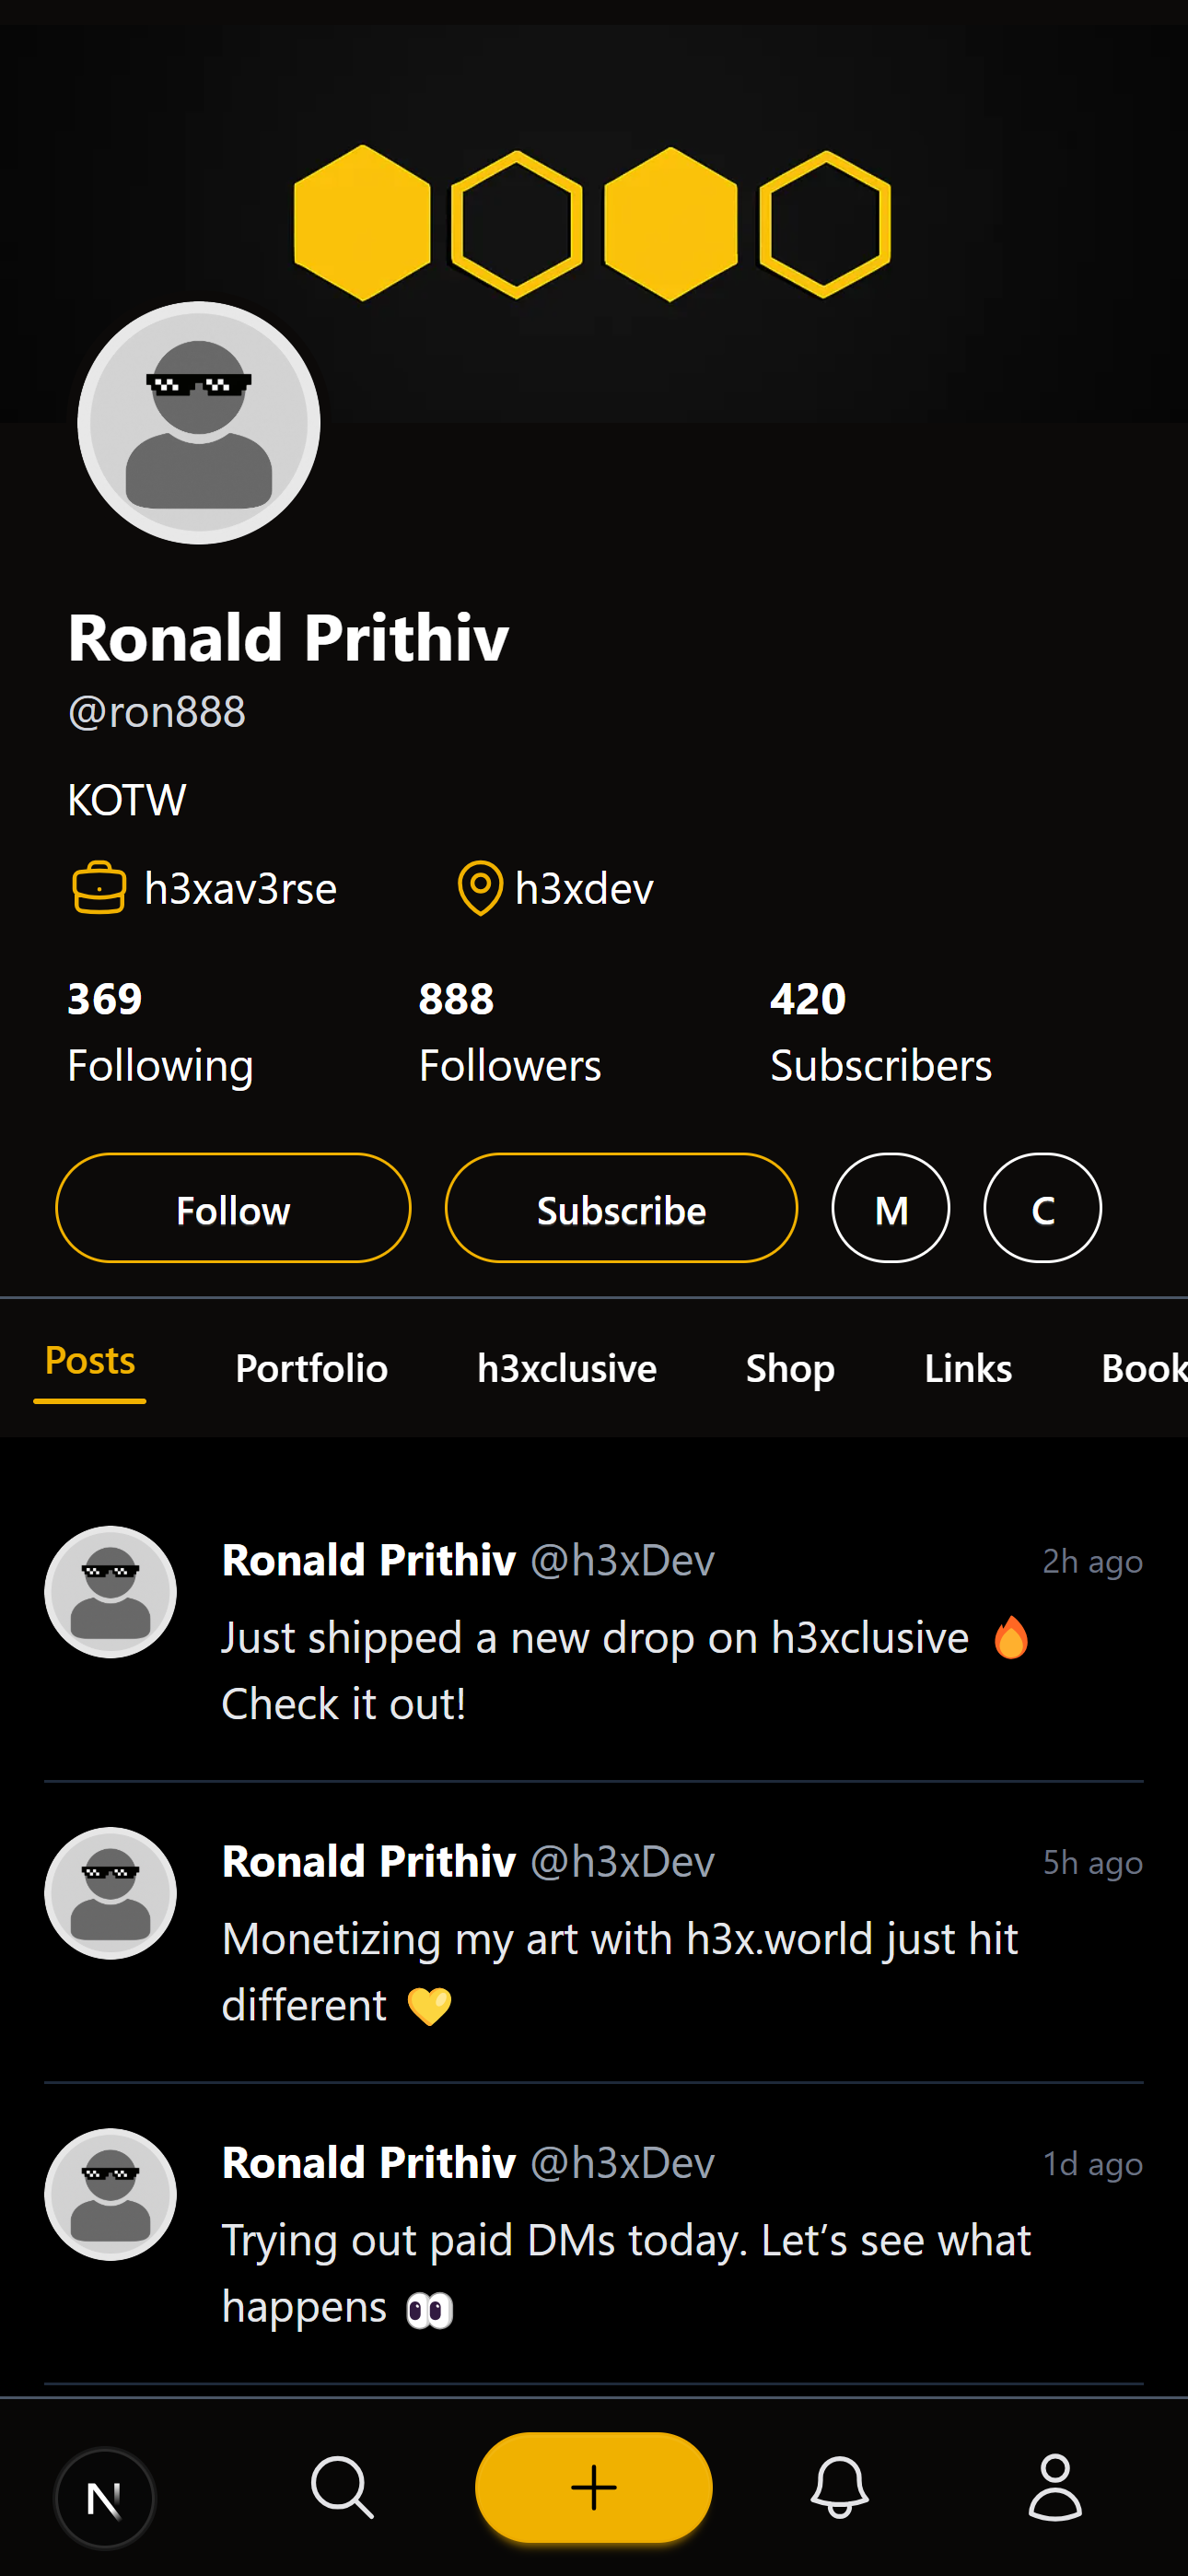 Ronald Prithiv
@ron888
KOTW
h3xav3rse h3xdev
369 888 420
Following Followers Subscribers
Follow Subscribe M C
Posts Portfolio h3xclusive Shop Links Book
Ronald Prithiv @h3xDev 2h ago
Just shipped a new drop on h3xclusive 🔥
Check it out!
Ronald Prithiv @h3xDev 5h ago
Monetizing my art with h3x.world just hit
different 💛
Ronald Prithiv @h3xDev 1d ago
Trying out paid DMs today. Let’s see what
happens 👀
N